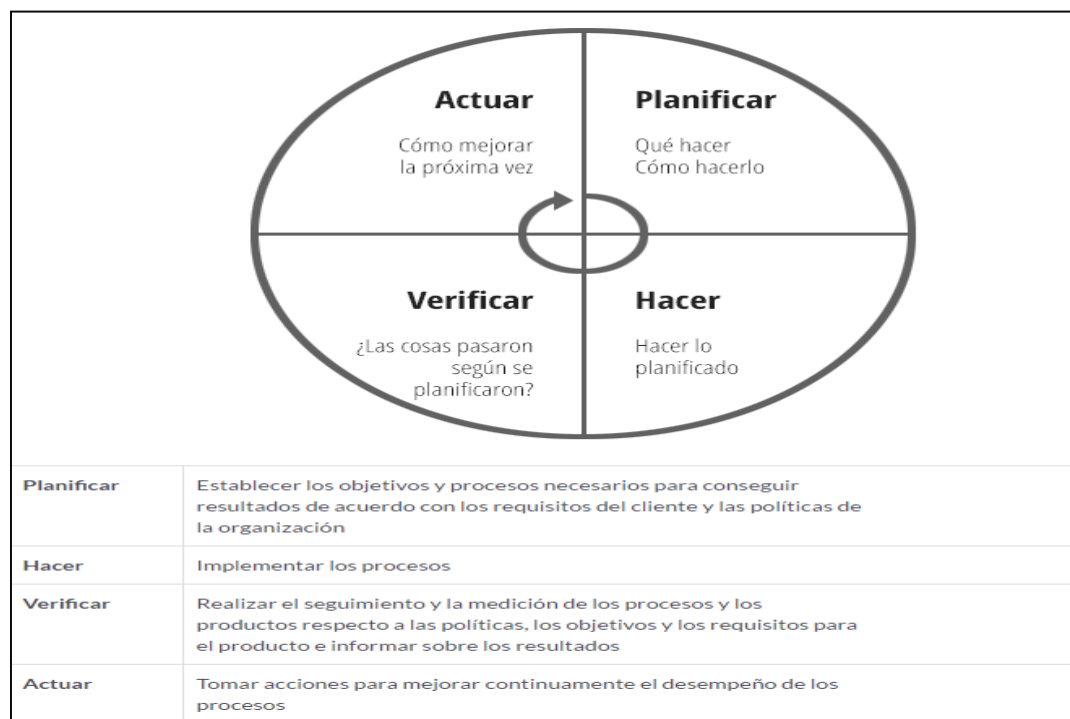 Actuar
Cómo mejorar
la próxima vez
Planificar
Qué hacer
Cómo hacerlo
Verificar
¿Las cosas pasaron
según se
planificaron?
Hacer
Hacer lo
planificado
Planificar
Establecer los objetivos y procesos necesarios para conseguir
resultados de acuerdo con los requisitos del cliente y las políticas de
la organización
Hacer
Implementar los procesos
Verificar
Realizar el seguimiento y la medición de los procesos y los
productos respecto a las políticas, los objetivos y los requisitos para
el producto e informar sobre los resultados
Actuar
Tomar acciones para mejorar continuamente el desempeño de los
procesos